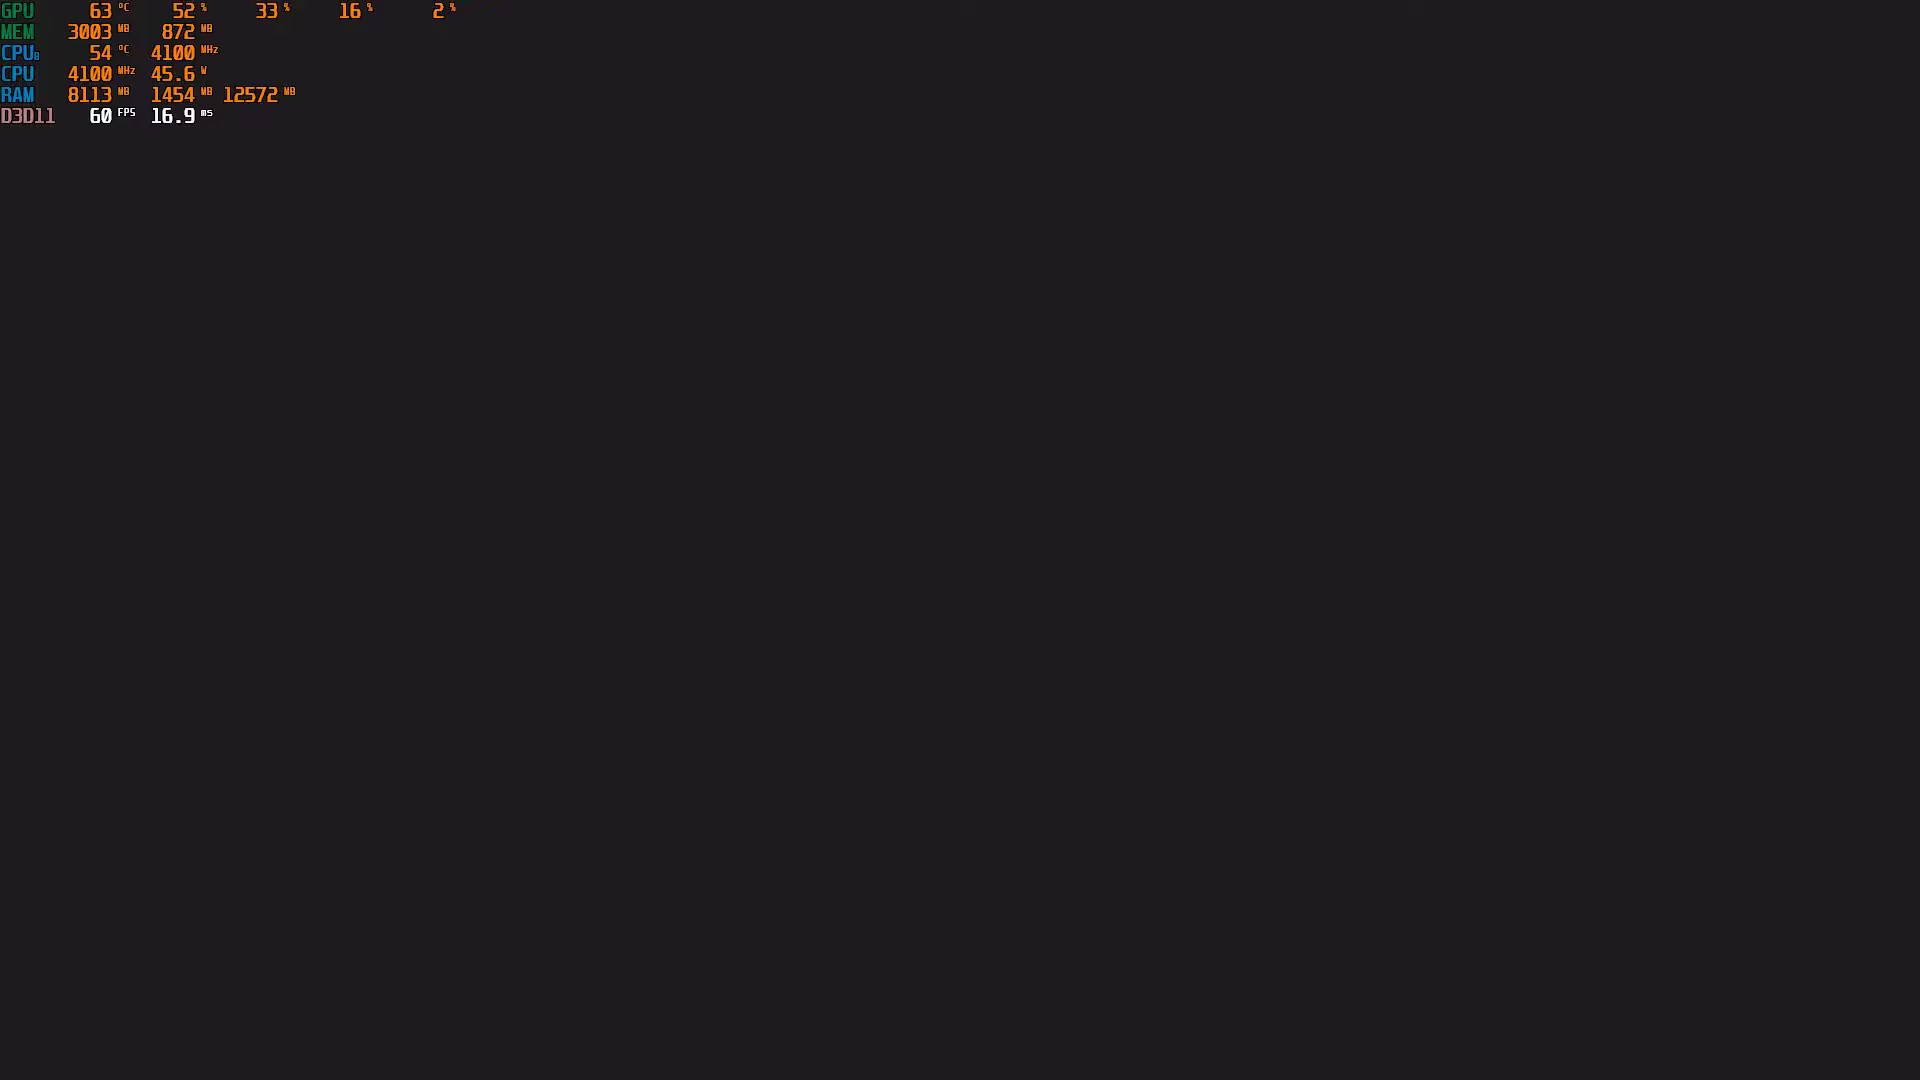 GPU 63 °C 52 % 33 % 16 % 2 %
MEM 3003 MB 872 MB
CPU8 54 °C 4100 MHz
CPU 4100 MHz 45.6 W
RAM 8113 MB 1454 MB 12572 MB
D3D11 60 FPS 16.9 ms